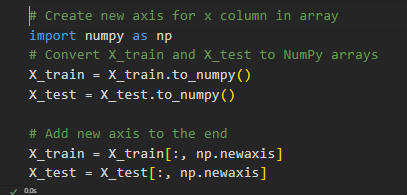 # Create new axis for x column in array
import numpy as np
# Convert X_train and X_test to NumPy arrays
X_train = X_train.to_numpy()
X_test = X_test.to_numpy()
# Add new axis to the end
X_train = X_train[:, np.newaxis]
X_test = X_test[:, np.newaxis]
✓ 0.0s